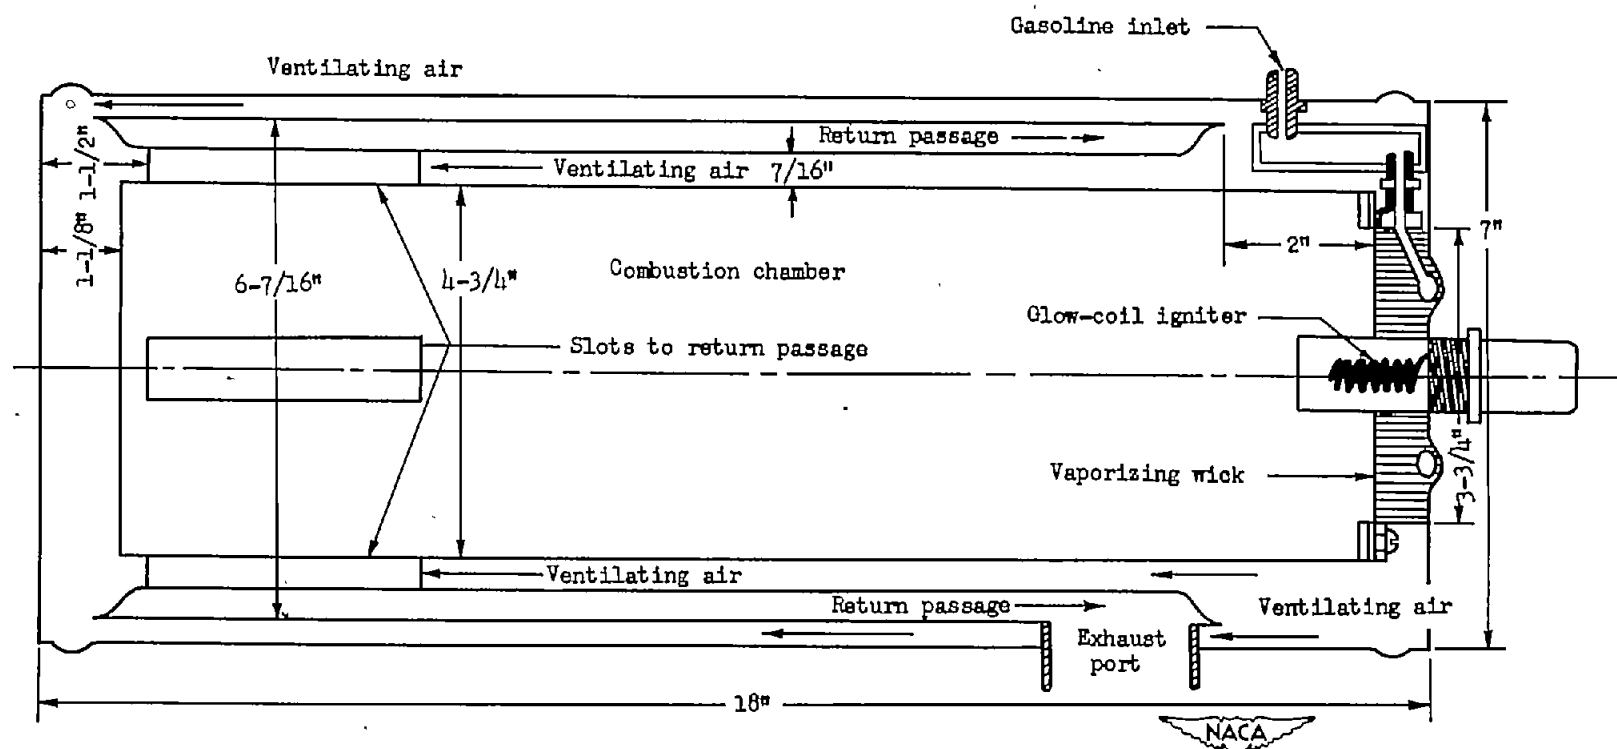 Gasoline inlet
Ventilating air
Return passage
Ventilating air 7/16"
1-1/2"
1-1/8"
7"
2"
6-7/16"
4-3/4"
Combustion chamber
Glow-coil igniter
Slots to return passage
3-3/4"
Vaporizing wick
Ventilating air
Return passage
Ventilating air
Exhaust
port
18"
NACA